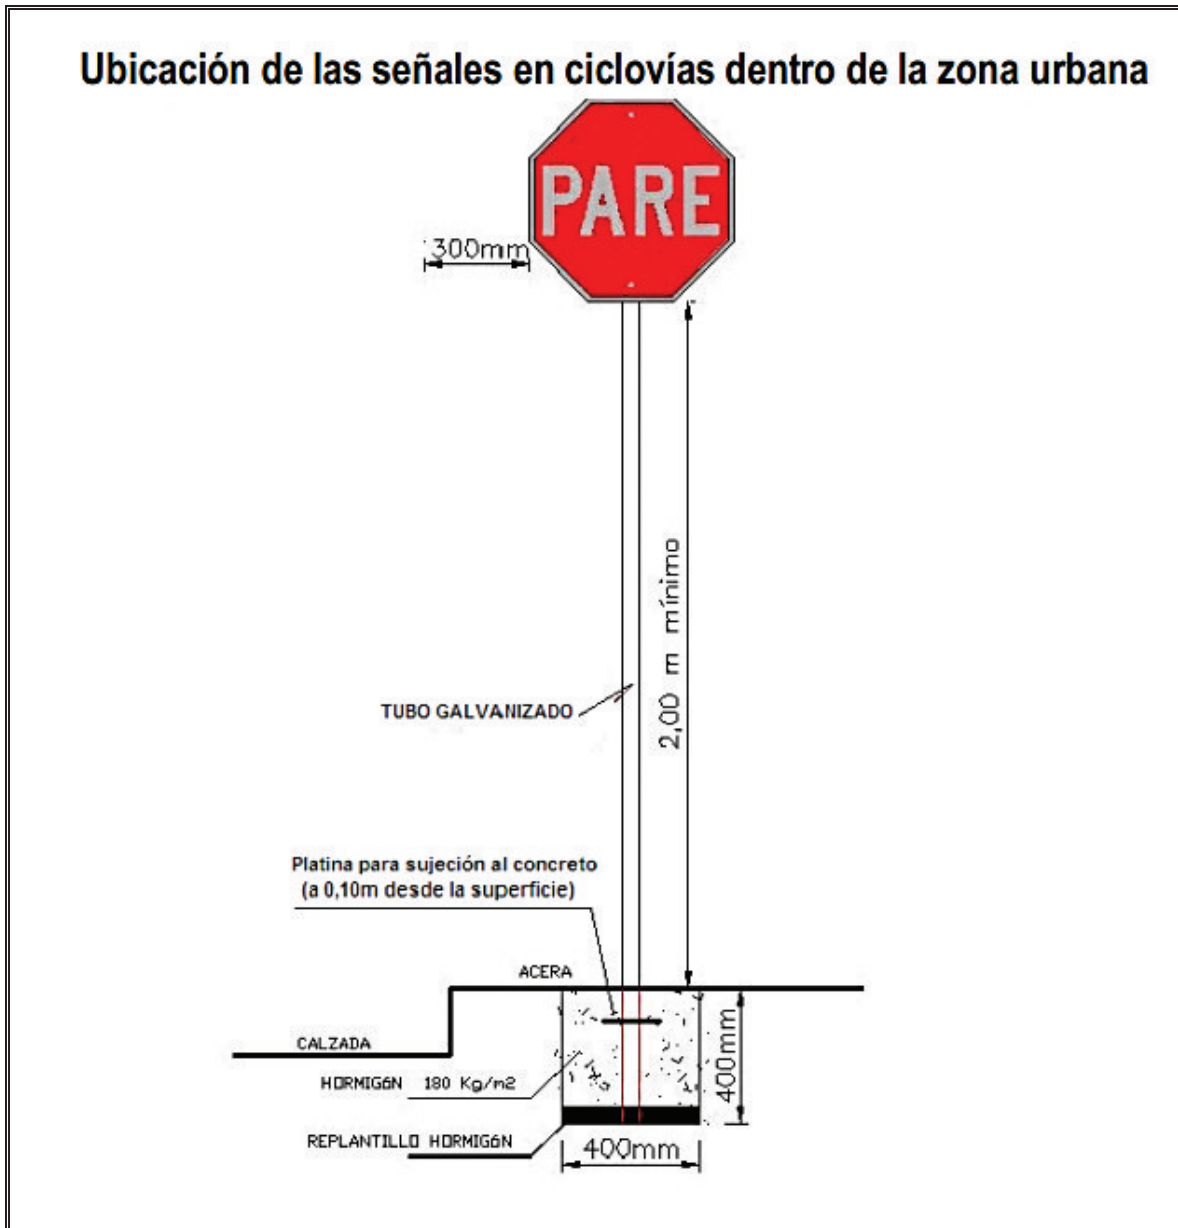 Ubicación de las señales en ciclovías dentro de la zona urbana
PARE
300mm
2,00 m mínimo
TUBO GALVANIZADO
Platina para sujeción al concreto
(a 0,10m desde la superficie)
ACERA
CALZADA
HORMIGóN 180 Kg/m2
400mm
REPLANTILLO HORMIGóN
400mm